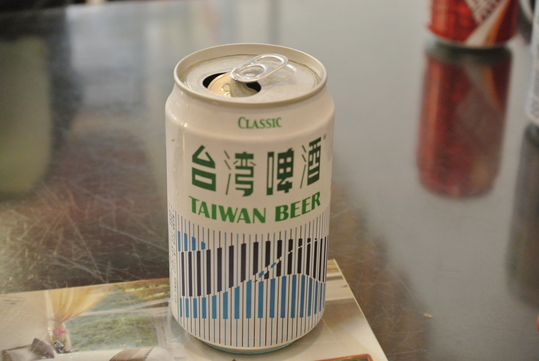 CLASSIC
台湾啤酒
TAIWAN BEER